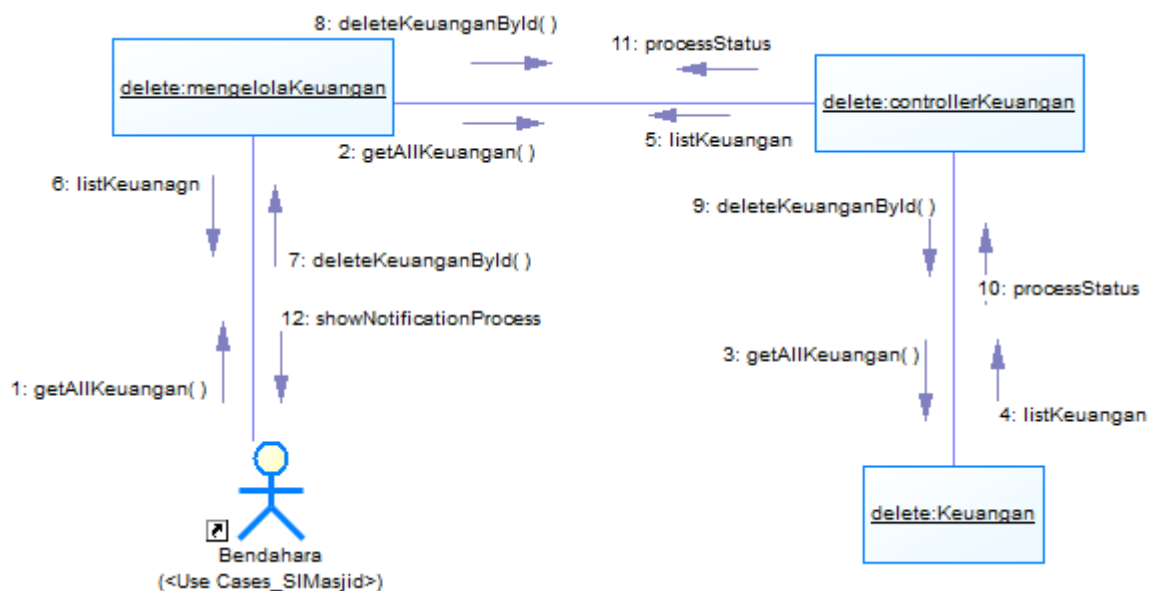 8: deleteKeuanganById( )
11: processStatus
delete:mengelolaKeuangan
delete:controllerKeuangan
2: getAllKeuangan( )
5: listKeuangan
6: listKeuanagn
9: deleteKeuanganById( )
7: deleteKeuanganById( )
10: processStatus
12: showNotificationProcess
3: getAllKeuangan( )
1: getAllKeuangan( )
4: listKeuangan
delete:Keuangan
Bendahara
(<Use Cases_SIMasjid>)